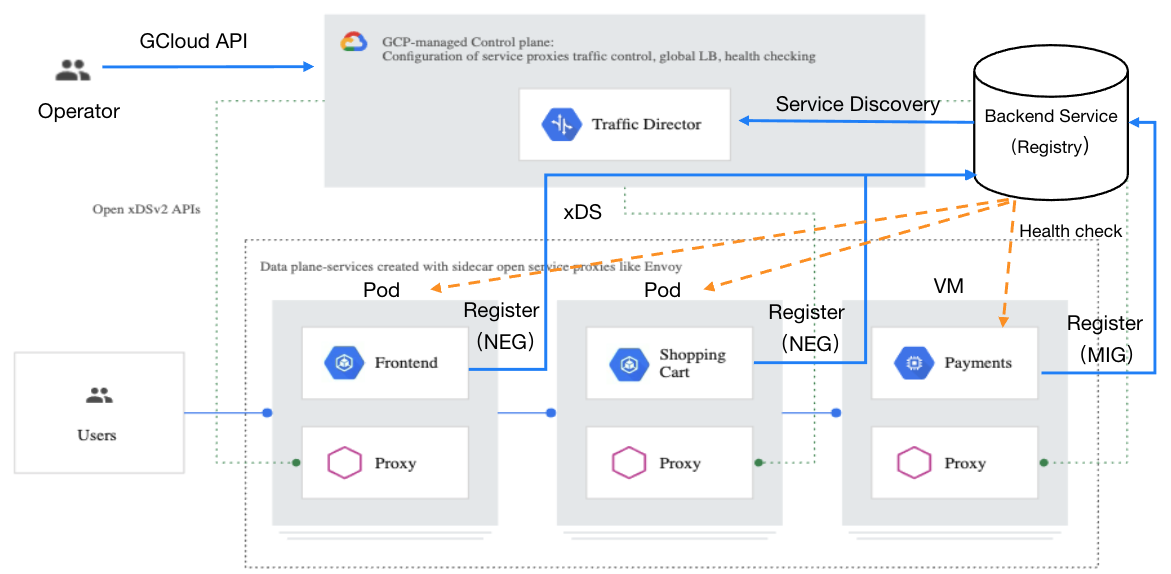 GCloud API
Operator
GCP-managed Control plane:
Configuration of service proxies traffic control, global LB, health checking
Traffic Director
Service Discovery
Backend Service
（Registry）
Open xDSv2 APIs
xDS
Health check
Data plane-services created with sidecar open service proxies like Envoy
Pod
Pod
VM
Register
（NEG）
Register
（NEG）
Register
（MIG）
Frontend
Shopping
Cart
Payments
Users
Proxy
Proxy
Proxy